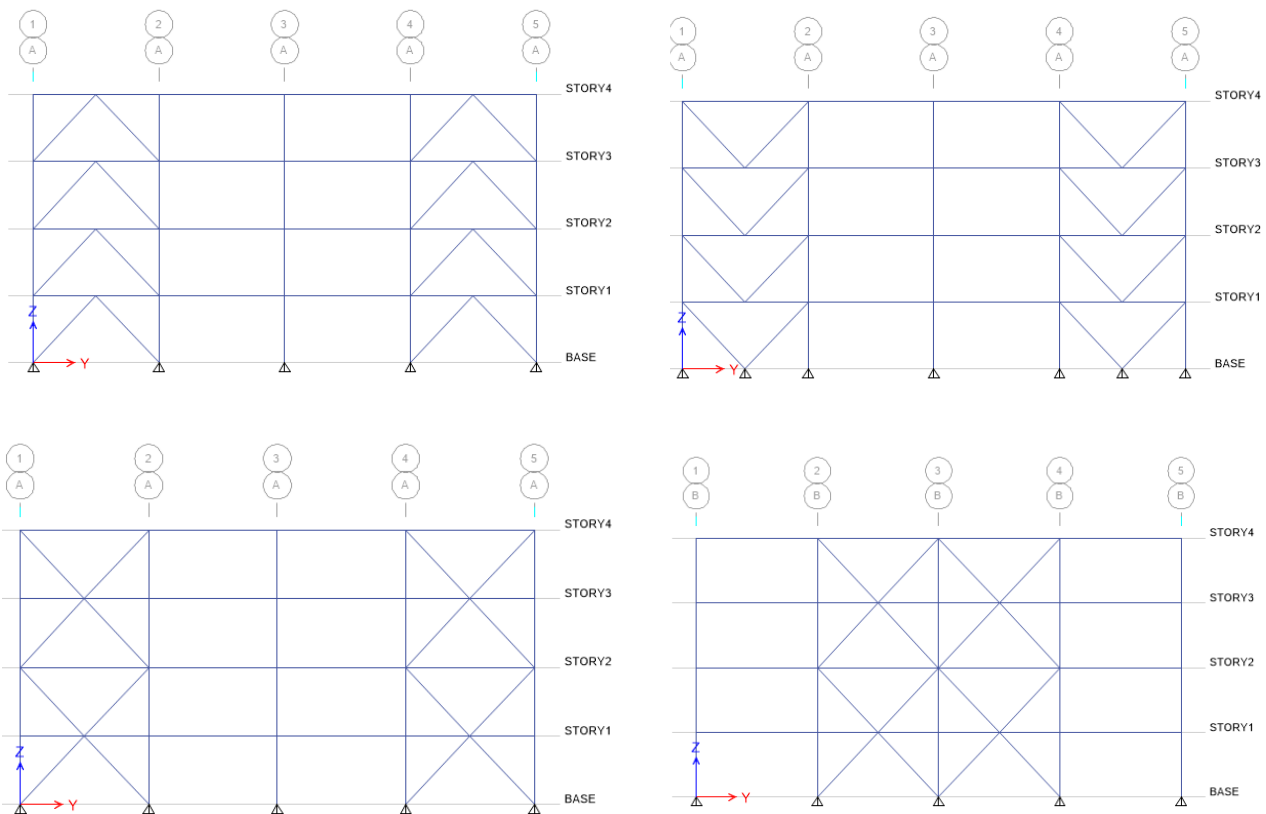 1 2 3 4 5
A A A A A
STORY4
STORY3
STORY2
STORY1
Z
BASE
Y
1 2 3 4 5
A A A A A
STORY4
STORY3
STORY2
STORY1
Z
BASE
Y
1 2 3 4 5
A A A A A
STORY4
STORY3
STORY2
STORY1
Z
BASE
Y
1 2 3 4 5
B B B B B
STORY4
STORY3
STORY2
STORY1
Z
BASE
Y